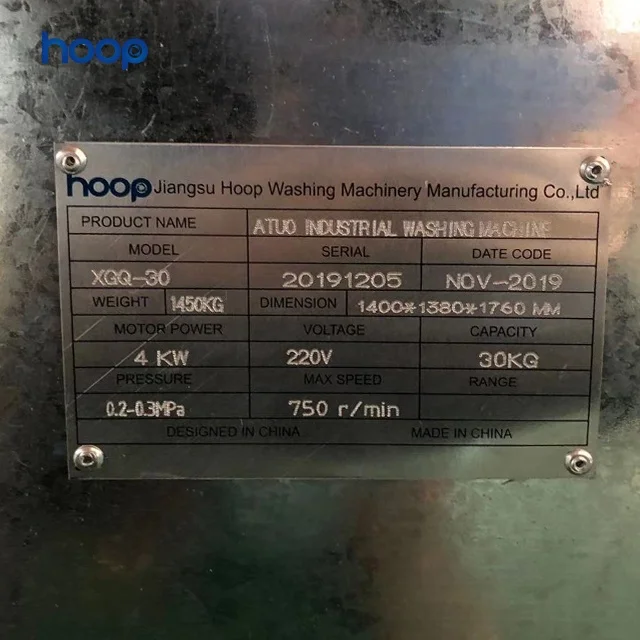 hoop
hoop Jiangsu Hoop Washing Machinery Manufacturing Co.,Ltd
PRODUCT NAME ATUO INDUSTRIAL WASHING MACHINE
MODEL SERIAL DATE CODE
XGQ-30 20191205 NOV-2019
WEIGHT 1450KG DIMENSION 1400*1380*1760 MM
MOTOR POWER VOLTAGE CAPACITY
4 KW 220V 30KG
PRESSURE MAX SPEED RANGE
0.2-0.3MPa 750 r/min
DESIGNED IN CHINA MADE IN CHINA